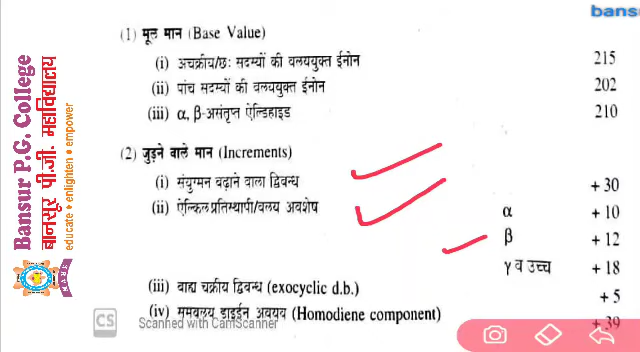 bans
(1) मूल मान (Base Value)
(i) अचक्रीय/छः सदस्यों की वलययुक्त ईनोन 215
(ii) पांच सदस्यों की वलययुक्त ईनोन 202
(iii) α, β-असंतृप्त ऐल्डिहाइड 210
(2) जुड़ने वाले मान (Increments)
(i) संयुग्मन बढ़ाने वाला द्विबन्ध + 30
(ii) ऐल्किल प्रतिस्थापी/वलय अवशेष α + 10
β + 12
γ व उच्च + 18
(iii) बाह्य चक्रीय द्विबन्ध (exocyclic d.b.) + 5
(iv) समवलय डाइईन अवयव (Homodiene component) + 39
CS Scanned with CamScanner
Bansur P.G. College
बानसूर पी.जी. महाविद्यालय
educate • enlighten • empower